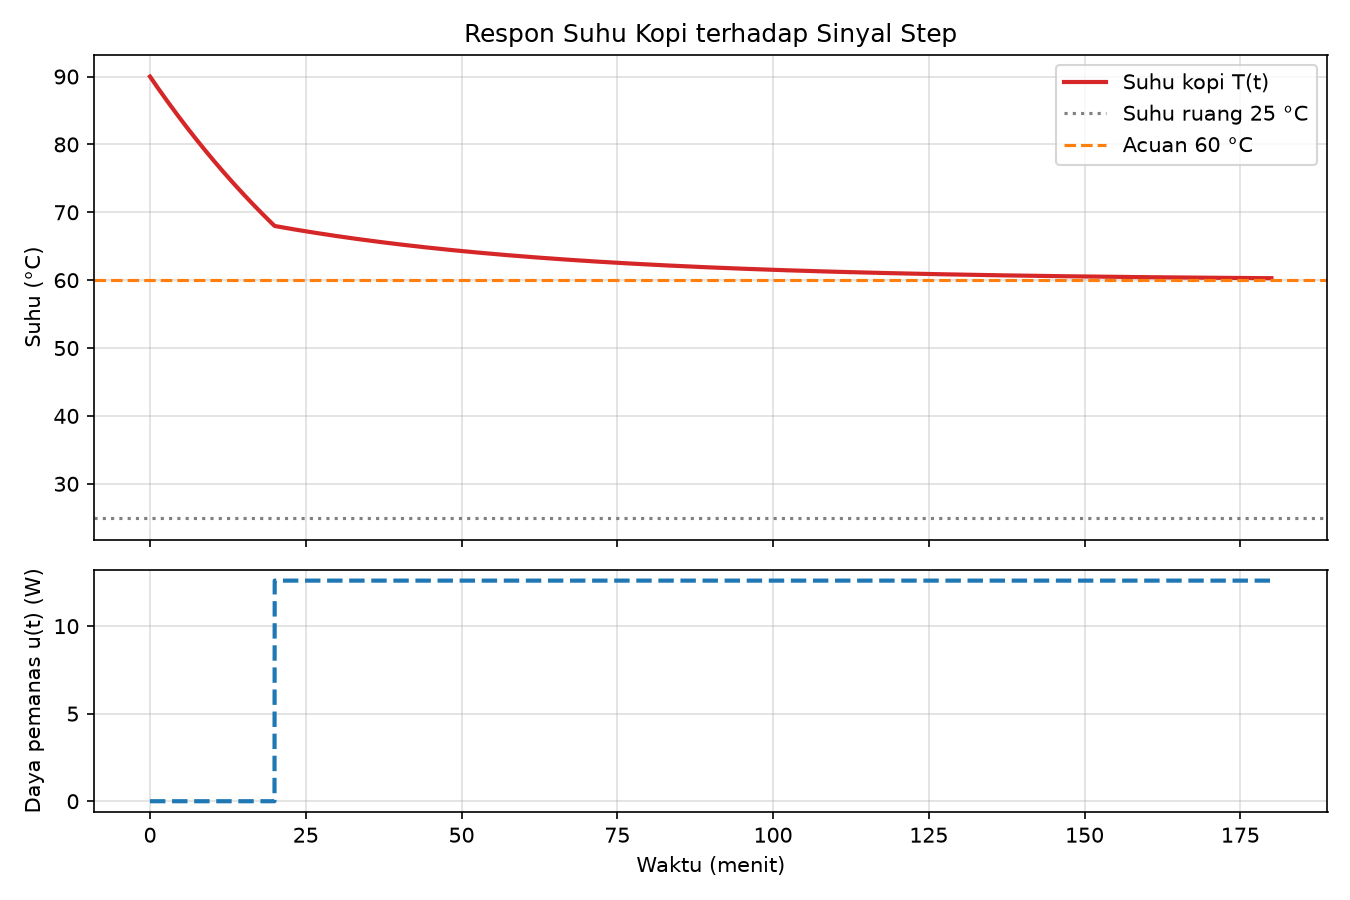 Respon Suhu Kopi terhadap Sinyal Step
Suhu kopi T(t)
Suhu ruang 25 °C
Acuan 60 °C
Suhu (°C)
90
80
70
60
50
40
30
Daya pemanas u(t) (W)
10
5
0
0 25 50 75 100 125 150 175
Waktu (menit)